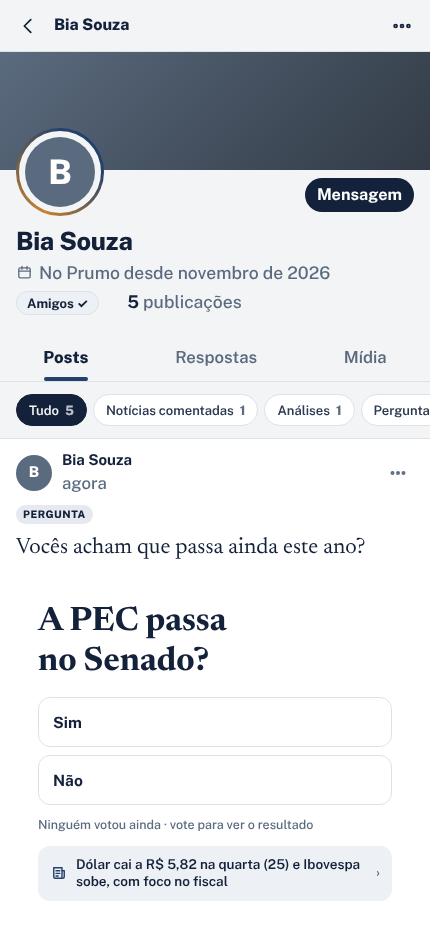 Bia Souza
B
Mensagem
Bia Souza
No Prumo desde novembro de 2026
Amigos ✓ 5 publicações
Posts Respostas Mídia
Tudo 5 Notícias comentadas 1 Análises 1 Pergunta
B Bia Souza
agora
PERGUNTA
Vocês acham que passa ainda este ano?
A PEC passa
no Senado?
Sim
Não
Ninguém votou ainda · vote para ver o resultado
Dólar cai a R$ 5,82 na quarta (25) e Ibovespa
sobe, com foco no fiscal